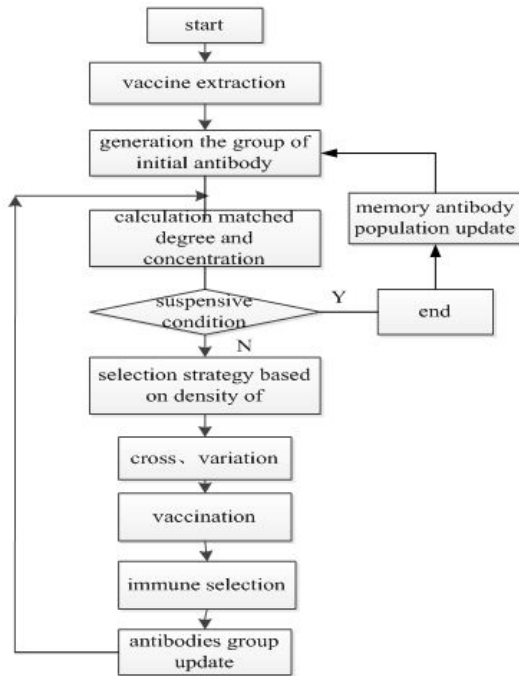 start
vaccine extraction
generation the group of
initial antibody
calculation matched
degree and
concentration
memory antibody
population update
suspensive
condition
Y
end
N
selection strategy based
on density of
cross、variation
vaccination
immune selection
antibodies group
update